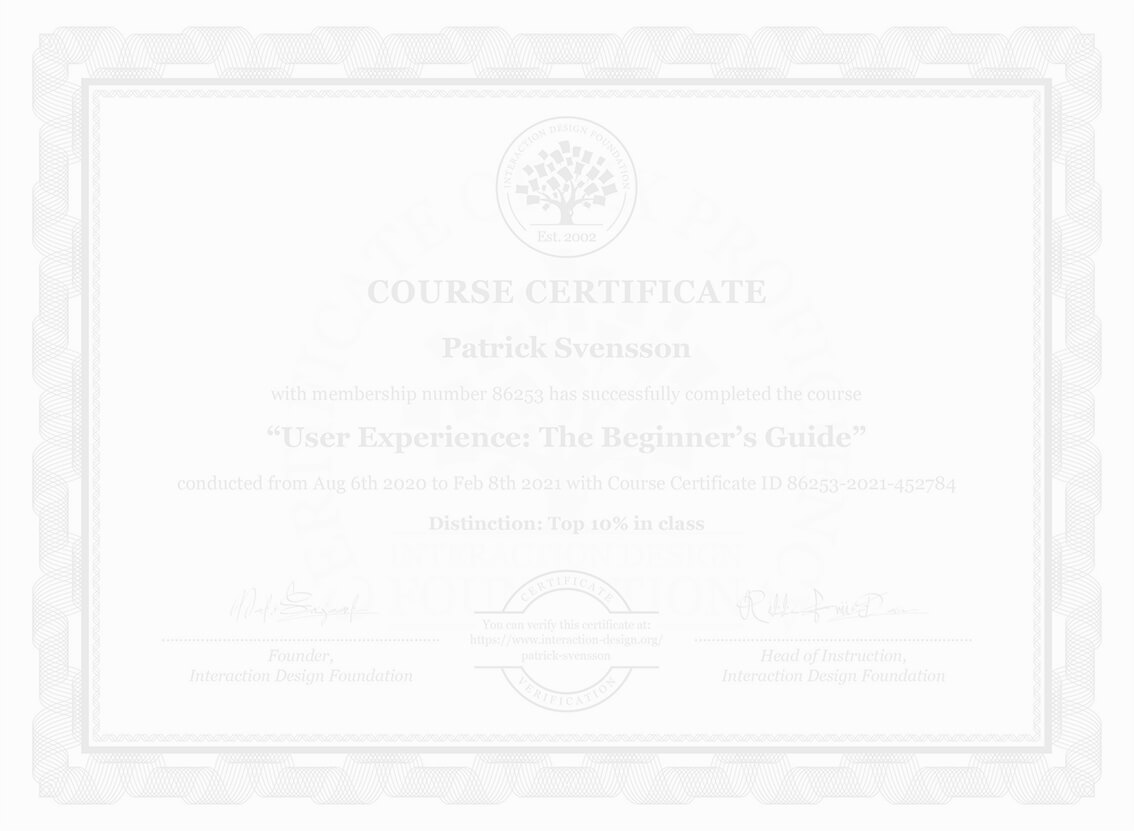 INTERACTION DESIGN FOUNDATION
Est. 2002
COURSE CERTIFICATE
Patrick Svensson
with membership number 86253 has successfully completed the course
“User Experience: The Beginner’s Guide”
conducted from Aug 6th 2020 to Feb 8th 2021 with Course Certificate ID 86253-2021-452784
Distinction: Top 10% in class
INTERACTION DESIGN
FOUNDATION
CERTIFICATE
You can verify this certificate at:
https://www.interaction-design.org/
patrick-svensson
VERIFICATION
Founder,
Interaction Design Foundation
Head of Instruction,
Interaction Design Foundation